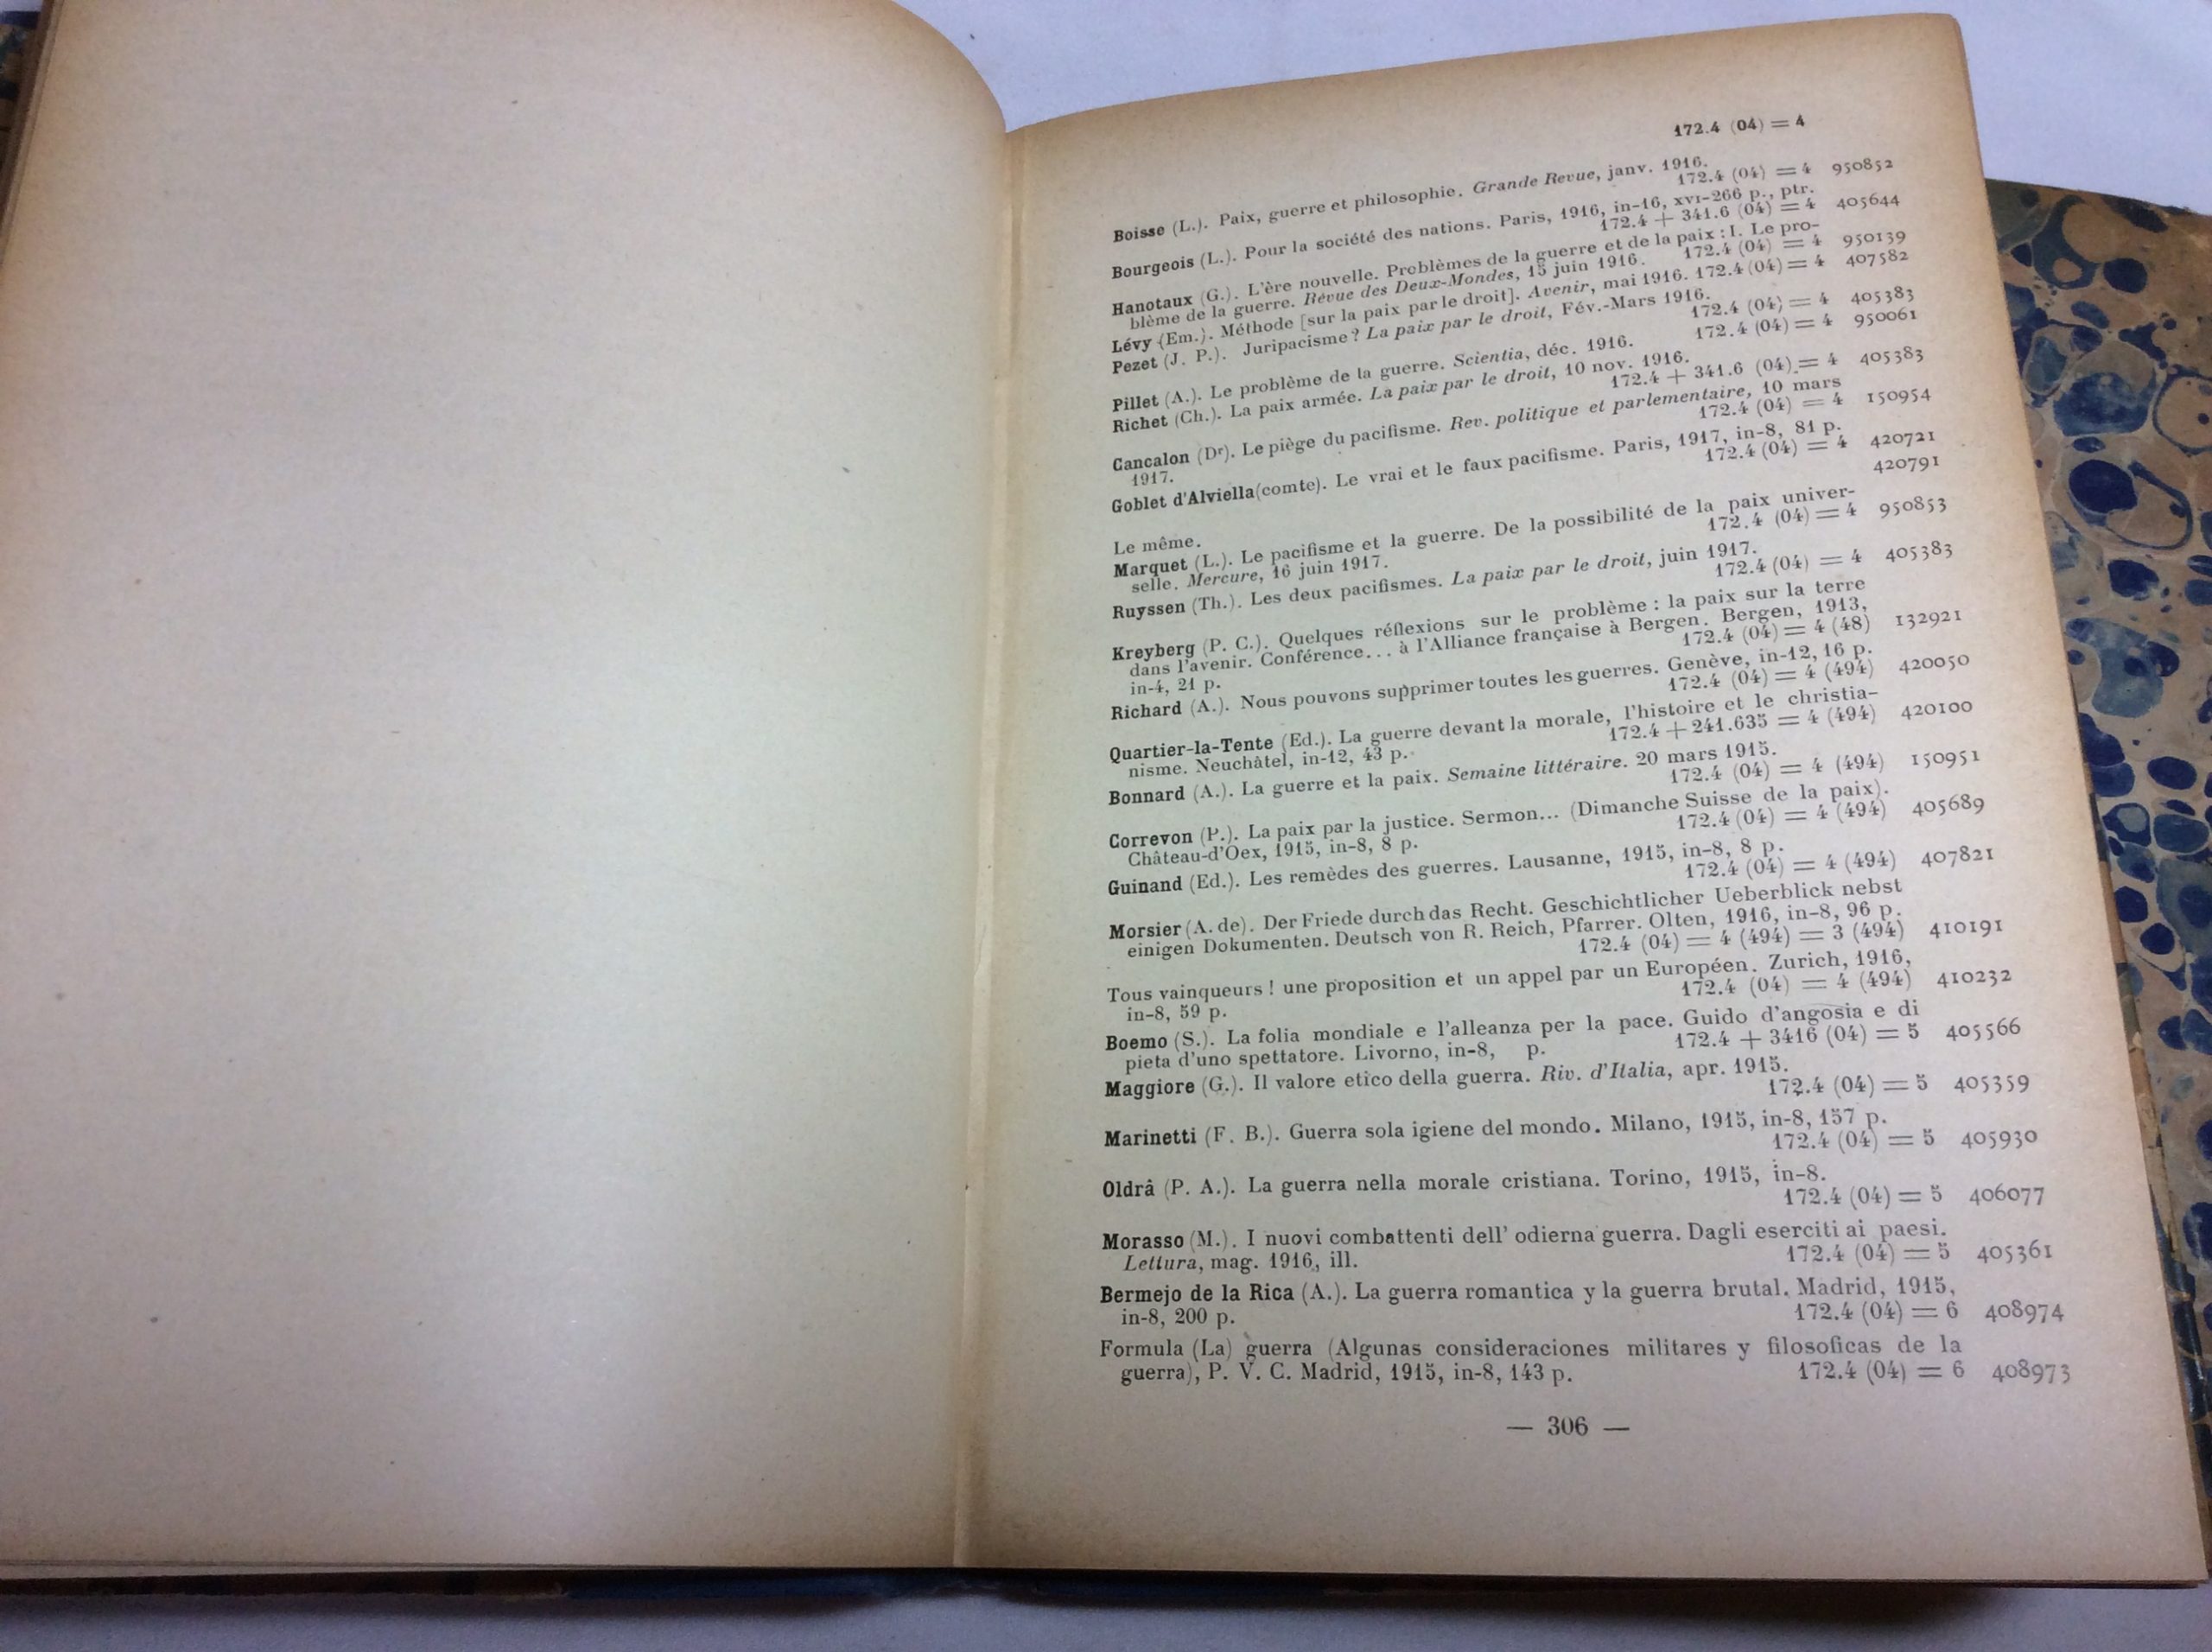 172.4 (04) = 4
Boisse (L.). Paix, guerre et philosophie. Grande Revue, janv. 1916.
172.4 (04) = 4 950852
Bourgeois (L.). Pour la société des nations. Paris, 1916, in-16, XVI-266 p., ptr.
172.4 + 341.6 (04) = 4 405644
Hanotaux (G.). L'ère nouvelle. Problèmes de la guerre et de la paix : I. Le pro-
blème de la guerre. Revue des Deux-Mondes, 15 juin 1916. 172.4 (04) = 4 950139
Lévy (Em.). Méthode [sur la paix par le droit]. Avenir, mai 1916. 172.4 (04) = 4 407582
Pezet (J. P.). Juripacisme ? La paix par le droit, Fév.-Mars 1916.
172.4 (04) = 4 405383
Pillet (A.). Le problème de la guerre. Scientia, déc. 1916. 172.4 (04) = 4 950061
Richet (Ch.). La paix armée. La paix par le droit, 10 nov. 1916.
172.4 + 341.6 (04) = 4 405383
Cancalon (Dr). Le piège du pacifisme. Rev. politique et parlementaire, 10 mars
1917. 172.4 (04) = 4 150954
Goblet d'Alviella (comte). Le vrai et le faux pacifisme. Paris, 1917, in-8, 81 p.
172.4 (04) = 4 420721
Le même. 420791
Marquet (L.). Le pacifisme et la guerre. De la possibilité de la paix univer-
selle. Mercure, 16 juin 1917. 172.4 (04) = 4 950853
Ruyssen (Th.). Les deux pacifismes. La paix par le droit, juin 1917.
172.4 (04) = 4 405383
Kreyberg (P. C.). Quelques réflexions sur le problème : la paix sur la terre
dans l'avenir. Conférence... à l'Alliance française à Bergen. Bergen, 1913,
in-4, 21 p. 172.4 (04) = 4 (48) 132921
Richard (A.). Nous pouvons supprimer toutes les guerres. Genève, in-12, 16 p.
172.4 (04) = 4 (494) 420050
Quartier-la-Tente (Ed.). La guerre devant la morale, l'histoire et le christia-
nisme. Neuchâtel, in-12, 43 p. 172.4 + 241.635 = 4 (494) 420100
Bonnard (A.). La guerre et la paix. Semaine littéraire. 20 mars 1915.
172.4 (04) = 4 (494) 150951
Correvon (P.). La paix par la justice. Sermon... (Dimanche Suisse de la paix).
Château-d'Oex, 1915, in-8, 8 p. 172.4 (04) = 4 (494) 405689
Guinand (Ed.). Les remèdes des guerres. Lausanne, 1915, in-8, 8 p.
172.4 (04) = 4 (494) 407821
Morsier (A. de). Der Friede durch das Recht. Geschichtlicher Ueberblick nebst
einigen Dokumenten. Deutsch von R. Reich, Pfarrer. Olten, 1916, in-8, 96 p.
172.4 (04) = 4 (494) = 3 (494) 410191
Tous vainqueurs ! une proposition et un appel par un Européen. Zurich, 1916,
in-8, 59 p. 172.4 (04) = 4 (494) 410232
Boemo (S.). La folia mondiale e l'alleanza per la pace. Guido d'angosia e di
pieta d'uno spettatore. Livorno, in-8, p. 172.4 + 3416 (04) = 5 405566
Maggiore (G.). Il valore etico della guerra. Riv. d'Italia, apr. 1915.
172.4 (04) = 5 405359
Marinetti (F. B.). Guerra sola igiene del mondo. Milano, 1915, in-8, 157 p.
172.4 (04) = 5 405930
Oldrâ (P. A.). La guerra nella morale cristiana. Torino, 1915, in-8.
172.4 (04) = 5 406077
Morasso (M.). I nuovi combattenti dell' odierna guerra. Dagli eserciti ai paesi.
Lettura, mag. 1916, ill. 172.4 (04) = 5 405361
Bermejo de la Rica (A.). La guerra romantica y la guerra brutal. Madrid, 1915,
in-8, 200 p. 172.4 (04) = 6 408974
Formula (La) guerra (Algunas consideraciones militares y filosoficas de la
guerra), P. V. C. Madrid, 1915, in-8, 143 p. 172.4 (04) = 6 408973
— 306 —